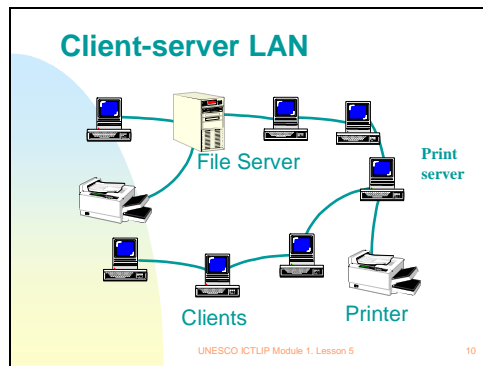 Client-server LAN
File Server
Print
server
Clients
Printer
UNESCO ICTLIP Module 1. Lesson 5
10